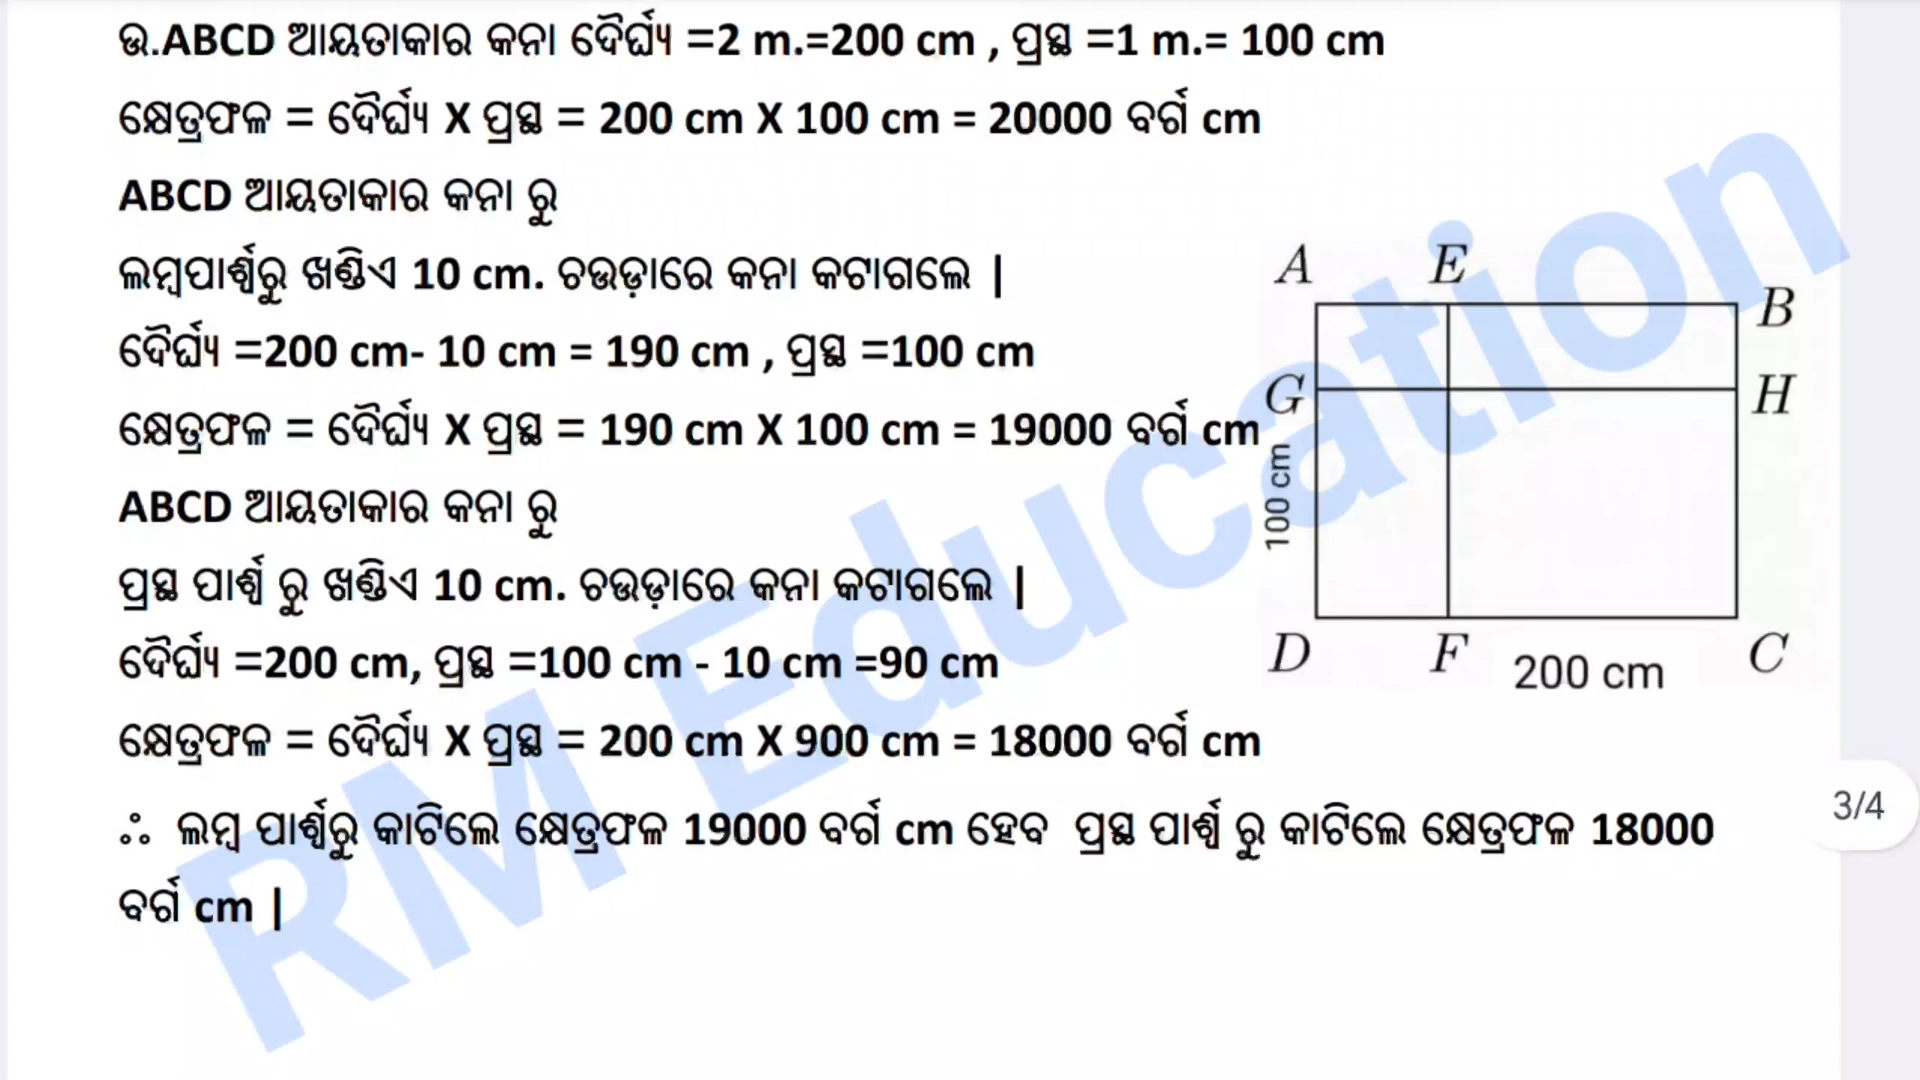 ଉ.ABCD ଆୟତାକାର କନା ଦୈର୍ଘ୍ୟ =2 m.=200 cm , ପ୍ରସ୍ଥ =1 m.= 100 cm
କ୍ଷେତ୍ରଫଳ = ଦୈର୍ଘ୍ୟ X ପ୍ରସ୍ଥ = 200 cm X 100 cm = 20000 ବର୍ଗ cm
ABCD ଆୟତାକାର କନା ରୁ
ଲମ୍ବପାର୍ଶ୍ୱରୁ ଖଣ୍ଡିଏ 10 cm. ଚଉଡ଼ାରେ କନା କଟାଗଲେ |
ଦୈର୍ଘ୍ୟ =200 cm- 10 cm = 190 cm , ପ୍ରସ୍ଥ =100 cm
କ୍ଷେତ୍ରଫଳ = ଦୈର୍ଘ୍ୟ X ପ୍ରସ୍ଥ = 190 cm X 100 cm = 19000 ବର୍ଗ cm
ABCD ଆୟତାକାର କନା ରୁ
ପ୍ରସ୍ଥ ପାର୍ଶ୍ୱ ରୁ ଖଣ୍ଡିଏ 10 cm. ଚଉଡ଼ାରେ କନା କଟାଗଲେ |
ଦୈର୍ଘ୍ୟ =200 cm, ପ୍ରସ୍ଥ =100 cm - 10 cm =90 cm
କ୍ଷେତ୍ରଫଳ = ଦୈର୍ଘ୍ୟ X ପ୍ରସ୍ଥ = 200 cm X 900 cm = 18000 ବର୍ଗ cm
ஃ ଲମ୍ବ ପାର୍ଶ୍ୱରୁ କାଟିଲେ କ୍ଷେତ୍ରଫଳ 19000 ବର୍ଗ cm ହେବ ପ୍ରସ୍ଥ ପାର୍ଶ୍ୱ ରୁ କାଟିଲେ କ୍ଷେତ୍ରଫଳ 18000
ବର୍ଗ cm |
A E
B
G H
100 cm
D F 200 cm C
3/4
RM Education